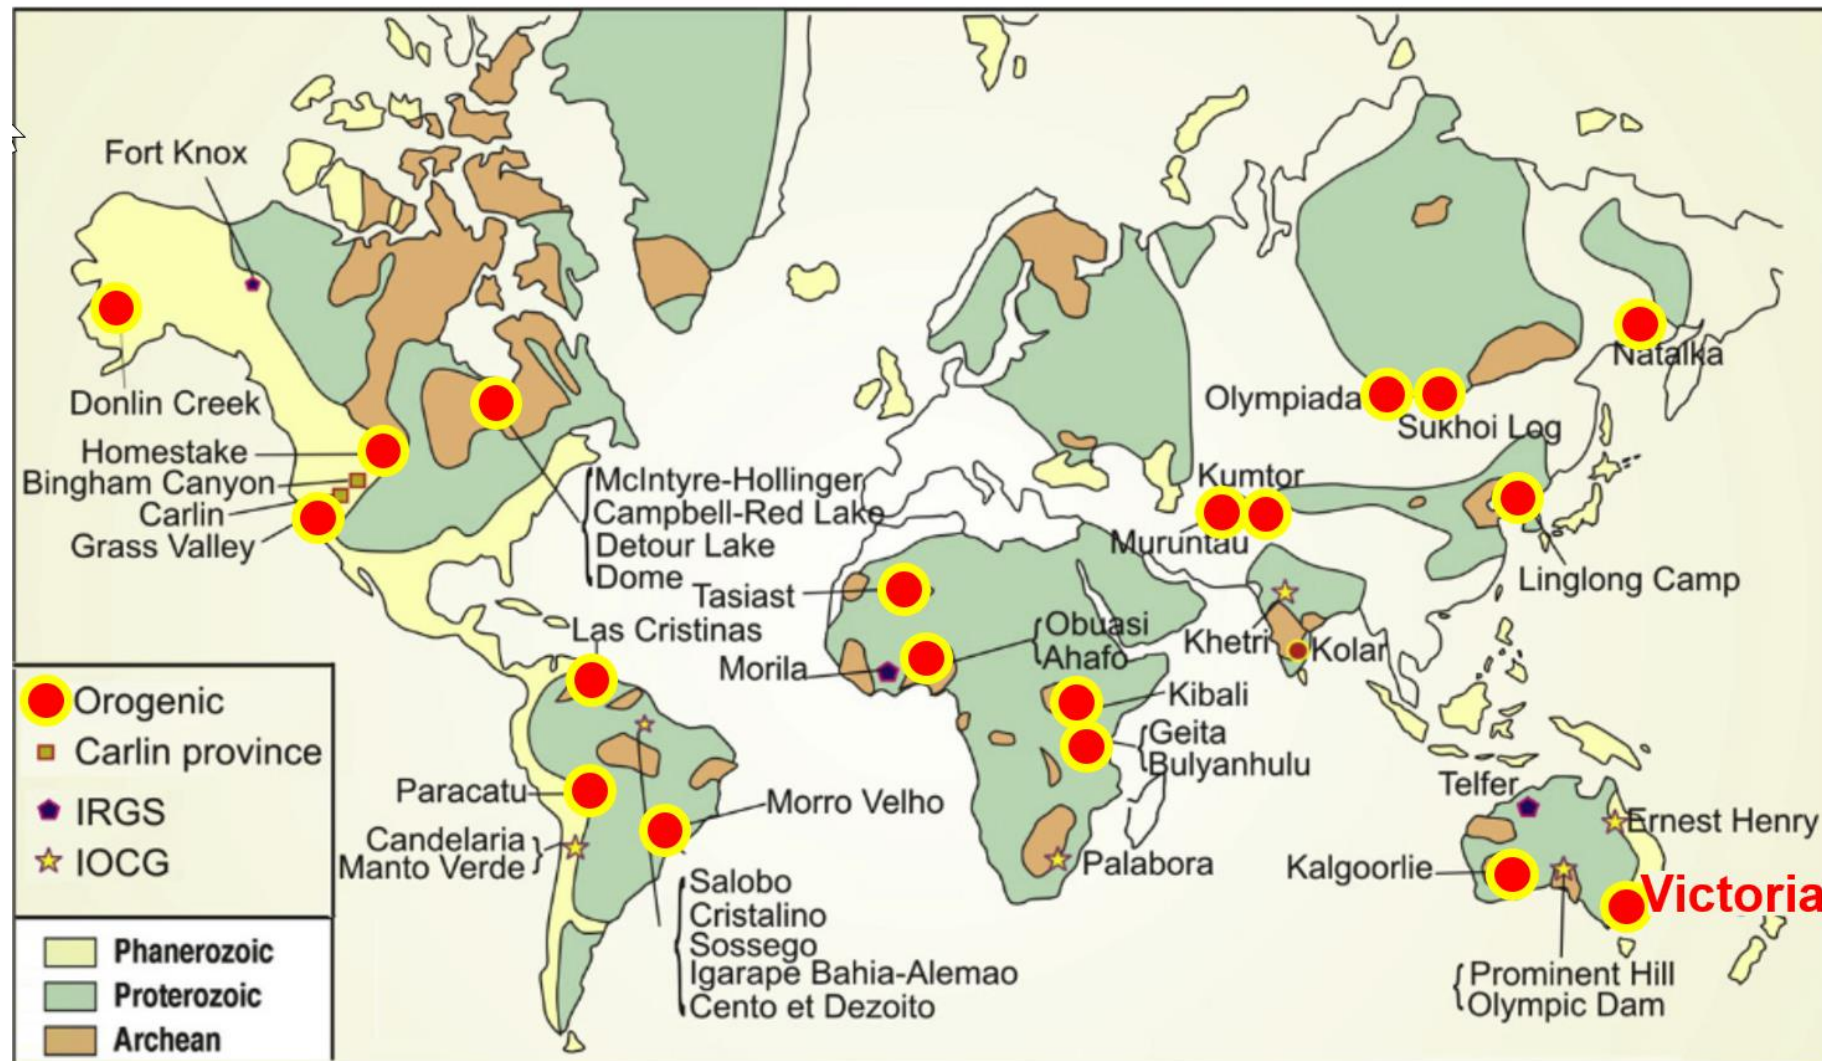 Fort Knox
Donlin Creek
Homestake
Bingham Canyon
Carlin
Grass Valley
McIntyre-Hollinger
Campbell-Red Lake
Detour Lake
Dome
Tasiast
Las Cristinas
Morila
Obuasi
Ahafo
Kibali
Geita
Bulyanhulu
Paracatu
Morro Velho
Candelaria
Manto Verde
Salobo
Cristalino
Sossego
Igarape Bahia-Alemao
Cento et Dezoito
Palabora
Natalka
Olympiada
Sukhoi Log
Kumtor
Muruntau
Linglong Camp
Khetri
Kolar
Telfer
Ernest Henry
Kalgoorlie
Victoria
Prominent Hill
Olympic Dam
Orogenic
Carlin province
IRGS
IOCG
Phanerozoic
Proterozoic
Archean